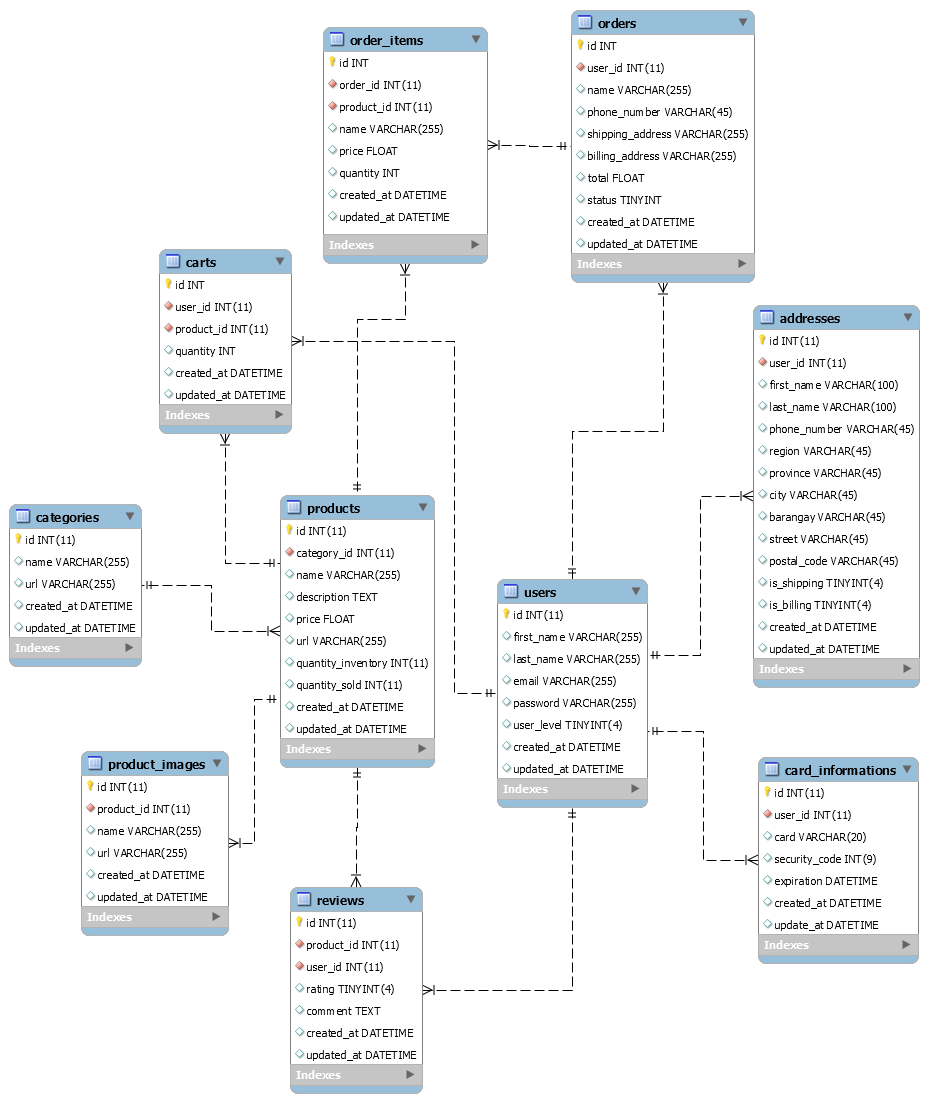 orders
id INT
user_id INT(11)
name VARCHAR(255)
phone_number VARCHAR(45)
shipping_address VARCHAR(255)
billing_address VARCHAR(255)
total FLOAT
status TINYINT
created_at DATETIME
updated_at DATETIME
Indexes
order_items
id INT
order_id INT(11)
product_id INT(11)
name VARCHAR(255)
price FLOAT
quantity INT
created_at DATETIME
updated_at DATETIME
Indexes
carts
id INT
user_id INT(11)
product_id INT(11)
quantity INT
created_at DATETIME
updated_at DATETIME
Indexes
addresses
id INT(11)
user_id INT(11)
first_name VARCHAR(100)
last_name VARCHAR(100)
phone_number VARCHAR(45)
region VARCHAR(45)
province VARCHAR(45)
city VARCHAR(45)
barangay VARCHAR(45)
street VARCHAR(45)
postal_code VARCHAR(45)
is_shipping TINYINT(4)
is_billing TINYINT(4)
created_at DATETIME
updated_at DATETIME
Indexes
categories
id INT(11)
name VARCHAR(255)
url VARCHAR(255)
created_at DATETIME
updated_at DATETIME
Indexes
products
id INT(11)
category_id INT(11)
name VARCHAR(255)
description TEXT
price FLOAT
url VARCHAR(255)
quantity_inventory INT(11)
quantity_sold INT(11)
created_at DATETIME
updated_at DATETIME
Indexes
users
id INT(11)
first_name VARCHAR(255)
last_name VARCHAR(255)
email VARCHAR(255)
password VARCHAR(255)
user_level TINYINT(4)
created_at DATETIME
updated_at DATETIME
Indexes
product_images
id INT(11)
product_id INT(11)
name VARCHAR(255)
url VARCHAR(255)
created_at DATETIME
updated_at DATETIME
Indexes
card_informations
id INT(11)
user_id INT(11)
card VARCHAR(20)
security_code INT(9)
expiration DATETIME
created_at DATETIME
update_at DATETIME
Indexes
reviews
id INT(11)
product_id INT(11)
user_id INT(11)
rating TINYINT(4)
comment TEXT
created_at DATETIME
updated_at DATETIME
Indexes